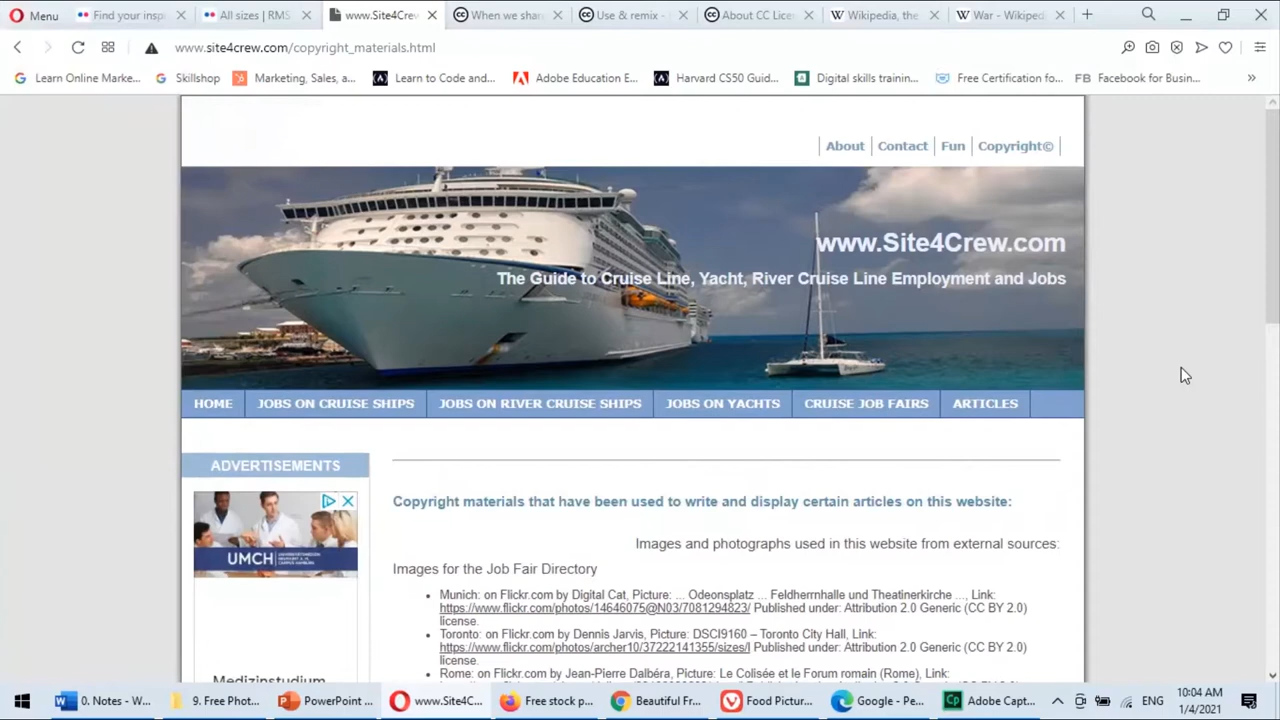 Menu
Find your insp
All sizes | RMS
www.Site4Crew
When we shar
Use & remix -
About CC Lice
Wikipedia, the
War - Wikiped
www.site4crew.com/copyright_materials.html
Learn Online Marke...
Skillshop
Marketing, Sales, a...
Learn to Code and...
Adobe Education E...
Harvard CS50 Guid...
Digital skills trainin...
Free Certification fo...
FB Facebook for Busin...
About
Contact
Fun
Copyright©
www.Site4Crew.com
The Guide to Cruise Line, Yacht, River Cruise Line Employment and Jobs
HOME
JOBS ON CRUISE SHIPS
JOBS ON RIVER CRUISE SHIPS
JOBS ON YACHTS
CRUISE JOB FAIRS
ARTICLES
ADVERTISEMENTS
UMCH
Medizinstudium
Copyright materials that have been used to write and display certain articles on this website:
Images and photographs used in this website from external sources:
Images for the Job Fair Directory
Munich: on Flickr.com by Digital Cat, Picture: ... Odeonsplatz ... Feldherrnhalle und Theatinerkirche ..., Link:
https://www.flickr.com/photos/14646075@N03/7081294823/ Published under: Attribution 2.0 Generic (CC BY 2.0)
license.
Toronto: on Flickr.com by Dennis Jarvis, Picture: DSCI9160 – Toronto City Hall, Link:
https://www.flickr.com/photos/archer10/37222141355/sizes/l Published under: Attribution 2.0 Generic (CC BY 2.0)
license.
Rome: on Flickr.com by Jean-Pierre Dalbéra, Picture: Le Colisée et le Forum romain (Rome), Link:
0. Notes - W...
9. Free Phot...
PowerPoint ...
www.Site4C...
Free stock p...
Beautiful Fr...
Food Pictur...
Google - Pe...
Adobe Capt...
ENG
10:04 AM
1/4/2021